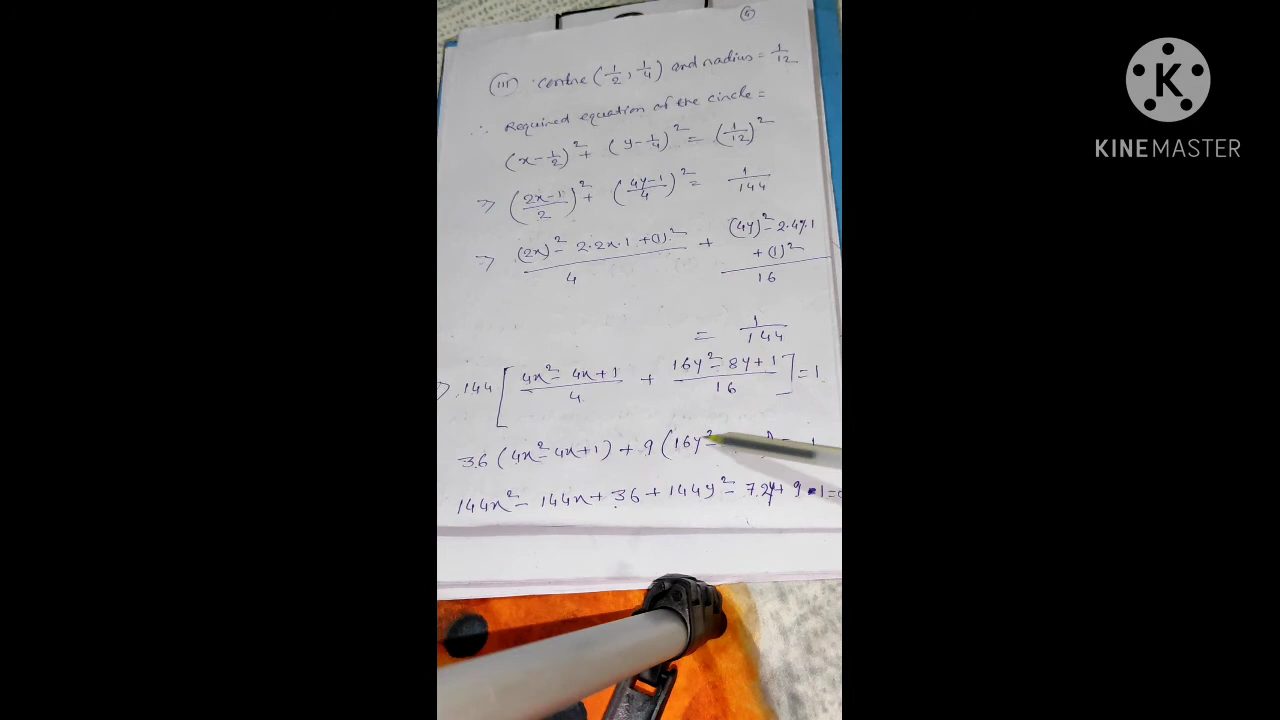 (4)
(iii) centre (1/2, 1/4) and radius = 1/12
∴ Required equation of the circle =
(x - 1/2)² + (y - 1/4)² = (1/12)²
⇒ ((2x-1)/2)² + ((4y-1)/4)² = 1/144
⇒ ((2x)² - 2·2x·1 + (1)²)/4 + ((4y)² - 2·4y·1 + (1)²)/16
= 1/144
⇒ 144 [(4x² - 4x + 1)/4 + (16y² - 8y + 1)/16] = 1
36 (4x² - 4x + 1) + 9 (16y² -
144x² - 144x + 36 + 144y² - 72y + 9 - 1 = 0
K
KINEMASTER